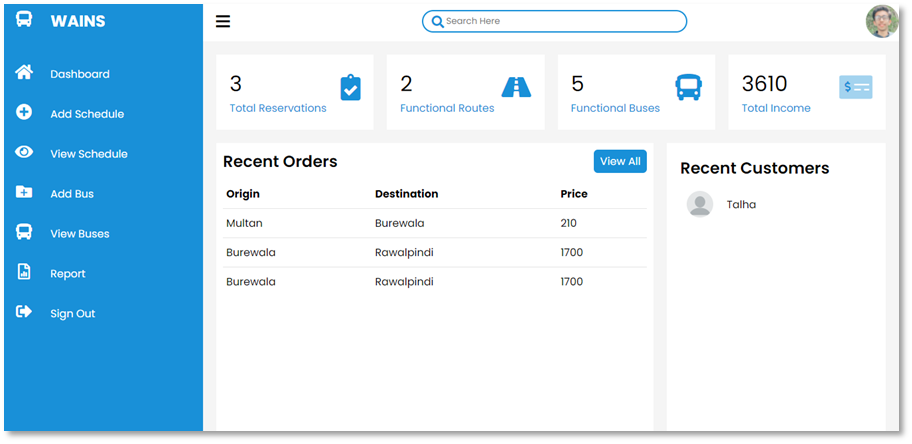 WAINS
Search Here
Dashboard
Add Schedule
View Schedule
Add Bus
View Buses
Report
Sign Out
3
Total Reservations
2
Functional Routes
5
Functional Buses
3610
Total Income
$
Recent Orders
View All
Origin Destination Price
Multan Burewala 210
Burewala Rawalpindi 1700
Burewala Rawalpindi 1700
Recent Customers
Talha